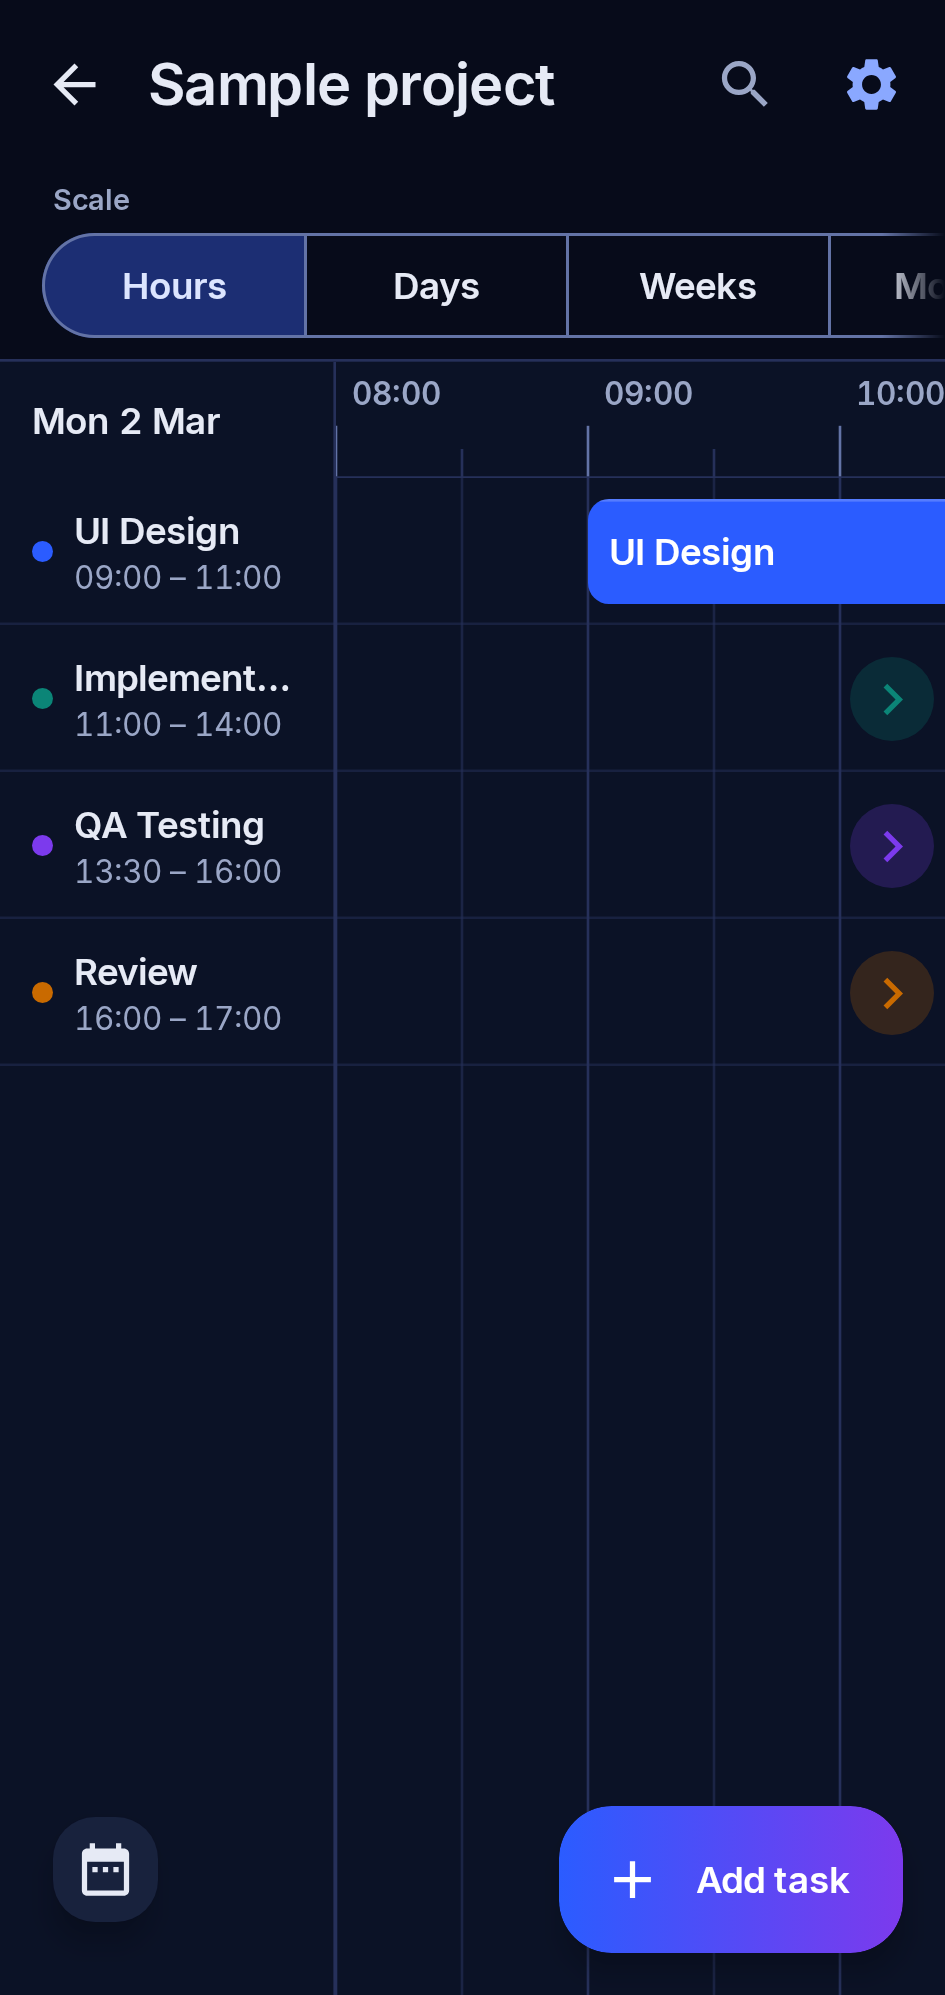 Sample project
Scale
Hours Days Weeks Mo
Mon 2 Mar
08:00 09:00 10:00
UI Design
09:00 – 11:00
UI Design
Implement...
11:00 – 14:00
QA Testing
13:30 – 16:00
Review
16:00 – 17:00
Add task